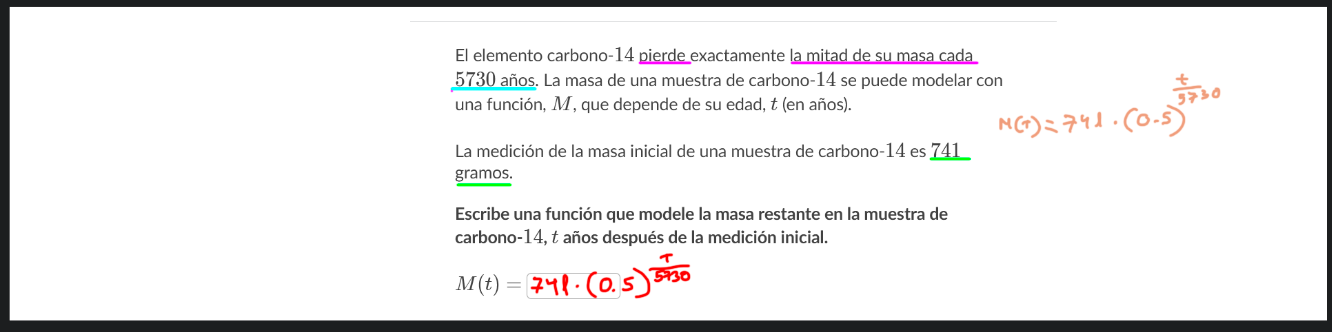 El elemento carbono-14 pierde exactamente la mitad de su masa cada
5730 años. La masa de una muestra de carbono-14 se puede modelar con
una función, M, que depende de su edad, t (en años).
M(T) = 741 · (0.5)^(t/5730)
La medición de la masa inicial de una muestra de carbono-14 es 741
gramos.
Escribe una función que modele la masa restante en la muestra de
carbono-14, t años después de la medición inicial.
M(t) = 741 · (0.5)^(T/5730)